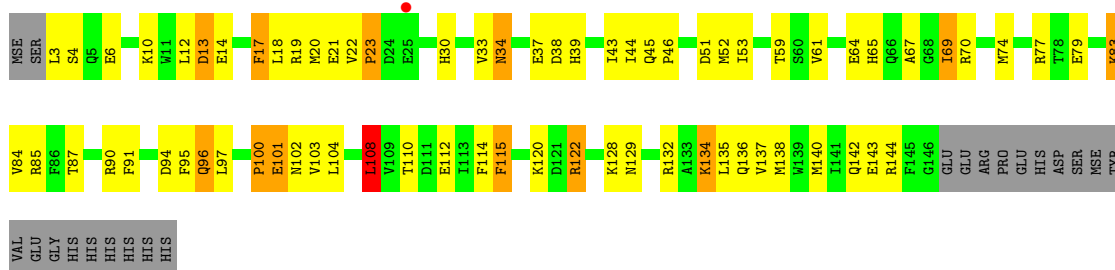 MSE SER L3 S4 Q5 E6 K10 W11 L12 D13 E14 F17 L18 R19 M20 E21 V22 P23 D24 E25 H30 V33 N34 E37 D38 H39 I43 I44 Q45 P46 D51 M52 I53 T59 S60 V61 E64 H65 Q66 A67 G68 I69 R70 M74 R77 T78 E79 K83
V84 R85 F86 T87 R90 F91 D94 F95 Q96 L97 P100 E101 N102 V103 L104 L108 V109 T110 D111 E112 I113 F114 F115 K120 D121 R122 K128 N129 R132 A133 K134 L135 Q136 V137 M138 W139 M140 I141 Q142 E143 R144 F145 G146 GLU GLU ARG PRO GLU HIS ASP SER MSE TYR
VAL GLU GLY HIS HIS HIS HIS HIS HIS